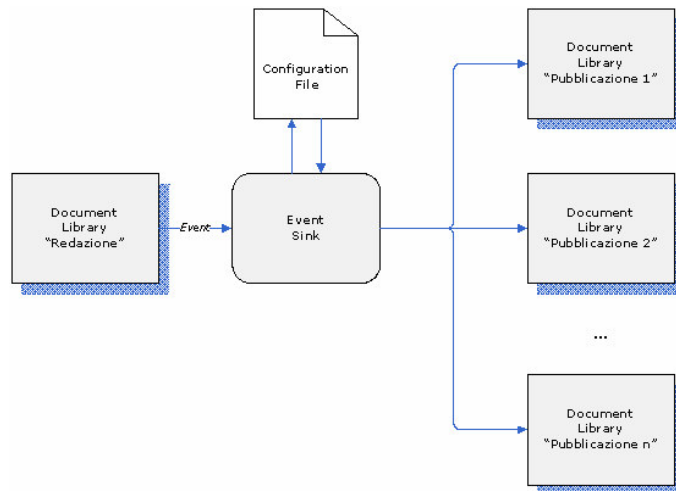 Configuration
File
Document
Library
“Pubblicazione 1”
Document
Library
“Redazione”
Event
Event
Sink
Document
Library
“Pubblicazione 2”
...
Document
Library
“Pubblicazione n”